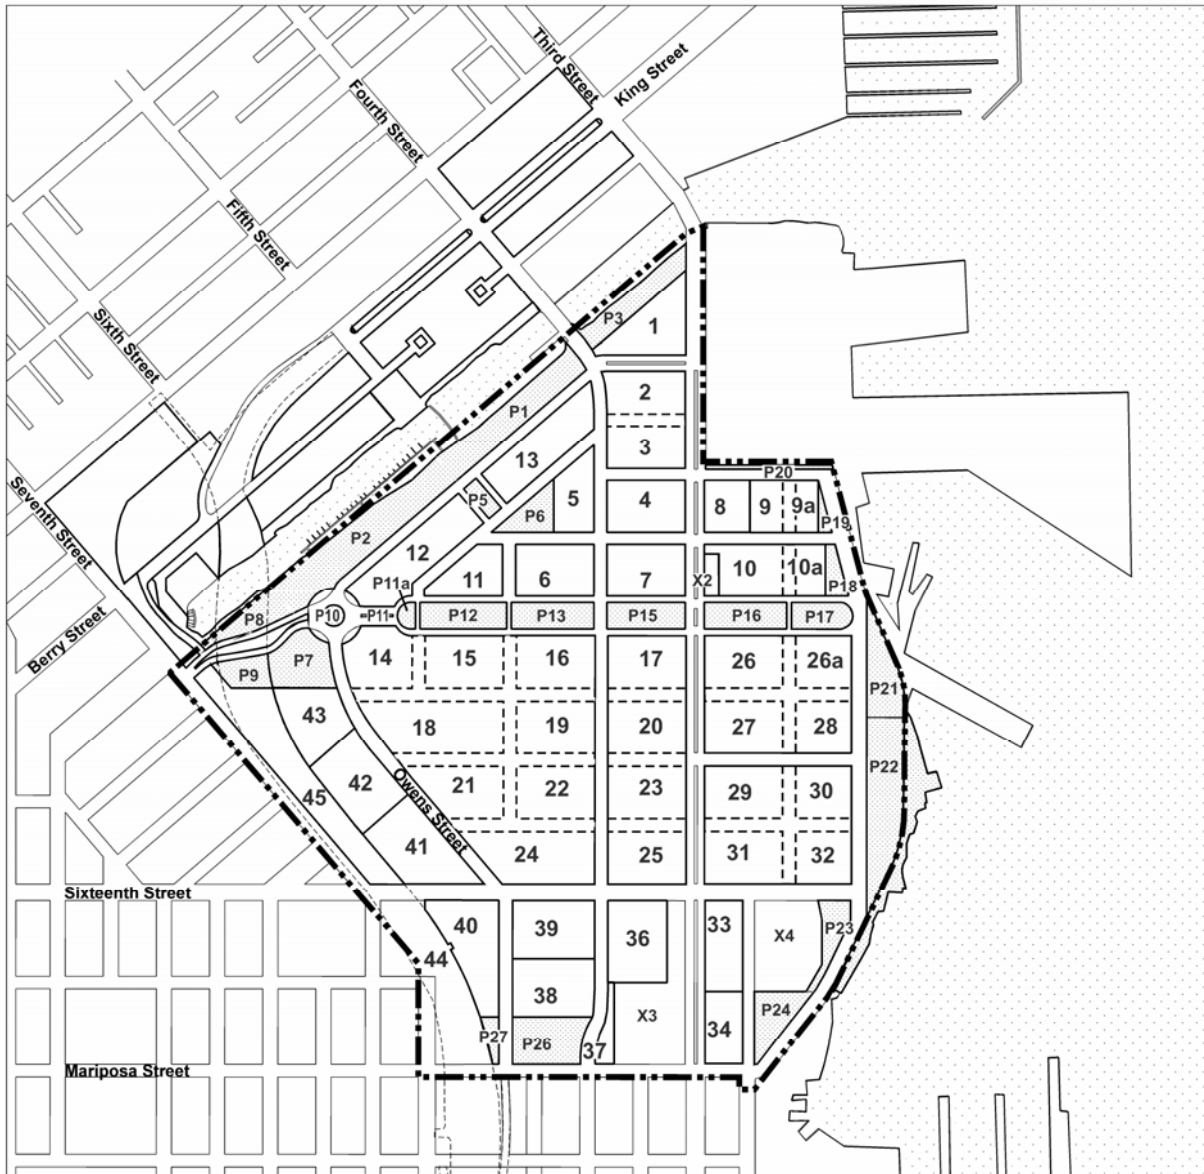 Third Street
King Street
Fourth Street
Fifth Street
Sixth Street
Seventh Street
Berry Street
P3
1
2
P1
3
13
P20
P5
P6
5
4
8
9
9a
P19
P2
12
P11a
11
6
7
X2
10
10a
P18
P8
P10
P11
P12
P13
P15
P16
P17
P9
P7
14
15
16
17
26
26a
P21
43
18
19
20
27
28
P22
45
42
Owens Street
21
22
23
29
30
41
24
25
31
32
Sixteenth Street
40
39
36
33
X4
P23
44
38
X3
34
P24
P27
P26
37
Mariposa Street